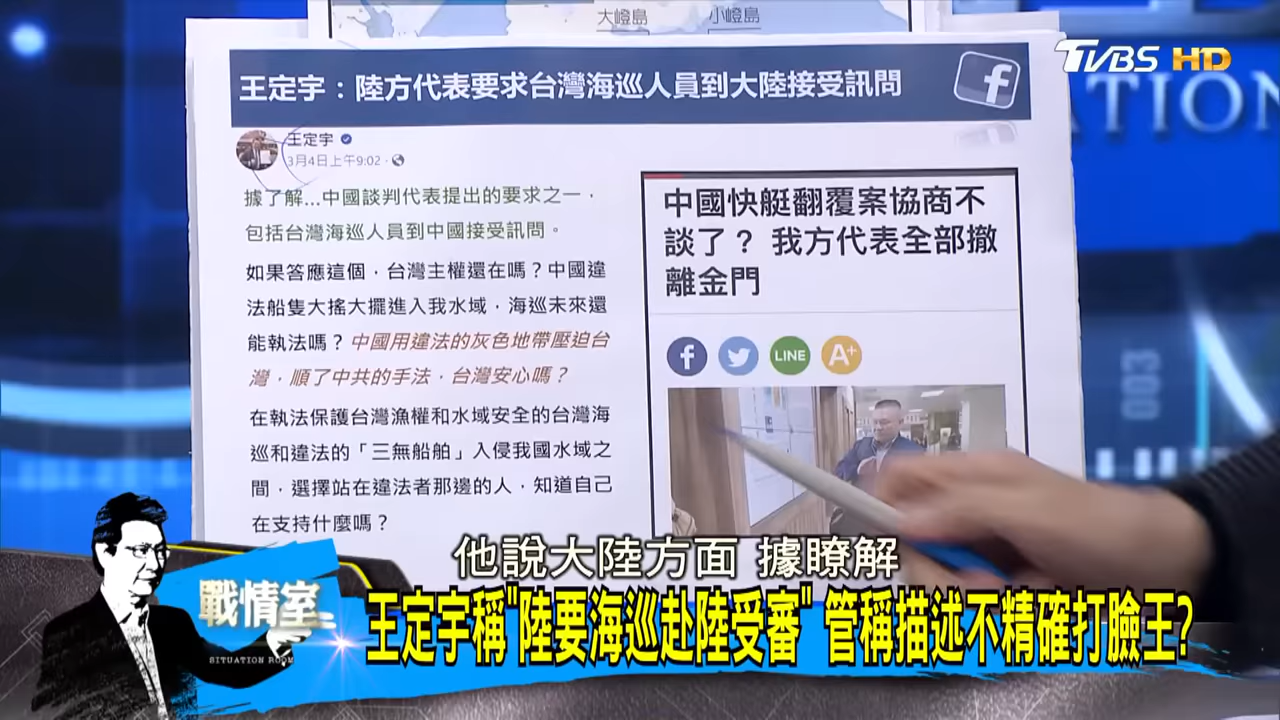 大嶝島
小嶝島
TVBS HD
ATION
王定宇：陸方代表要求台灣海巡人員到大陸接受訊問
f
王定宇
3月4日上午9:02 ·
據了解...中國談判代表提出的要求之一，
包括台灣海巡人員到中國接受訊問。
如果答應這個，台灣主權還在嗎？中國違
法船隻大搖大擺進入我水域，海巡未來還
能執法嗎？中國用違法的灰色地帶壓迫台
灣，順了中共的手法，台灣安心嗎？
在執法保護台灣漁權和水域安全的台灣海
巡和違法的「三無船舶」入侵我國水域之
間，選擇站在違法者那邊的人，知道自己
在支持什麼嗎？
中國快艇翻覆案協商不
談了？ 我方代表全部撤
離金門
f
LINE
A+
003
他說大陸方面 據瞭解
戰情室
SITUATION ROOM
王定宇稱"陸要海巡赴陸受審" 管稱描述不精確打臉王?